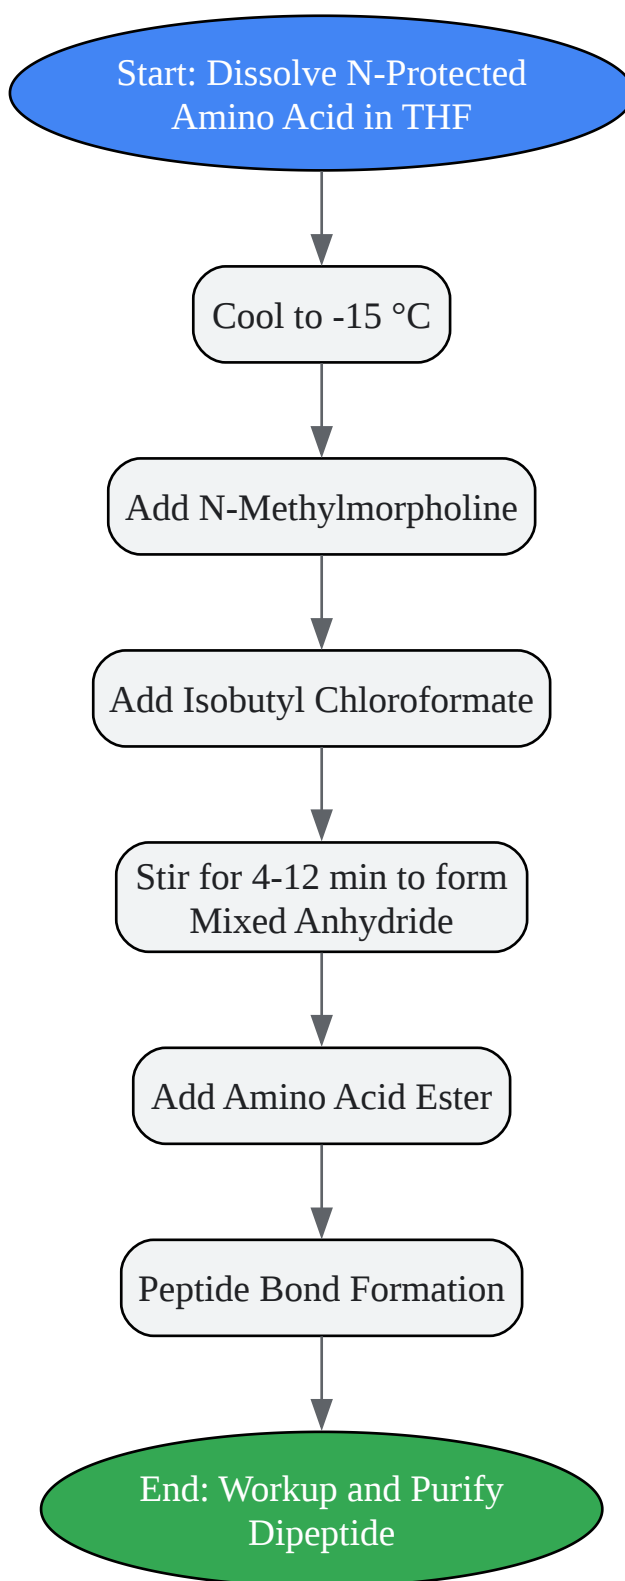 Start: Dissolve N-Protected
Amino Acid in THF
Cool to -15 °C
Add N-Methylmorpholine
Add Isobutyl Chloroformate
Stir for 4-12 min to form
Mixed Anhydride
Add Amino Acid Ester
Peptide Bond Formation
End: Workup and Purify
Dipeptide